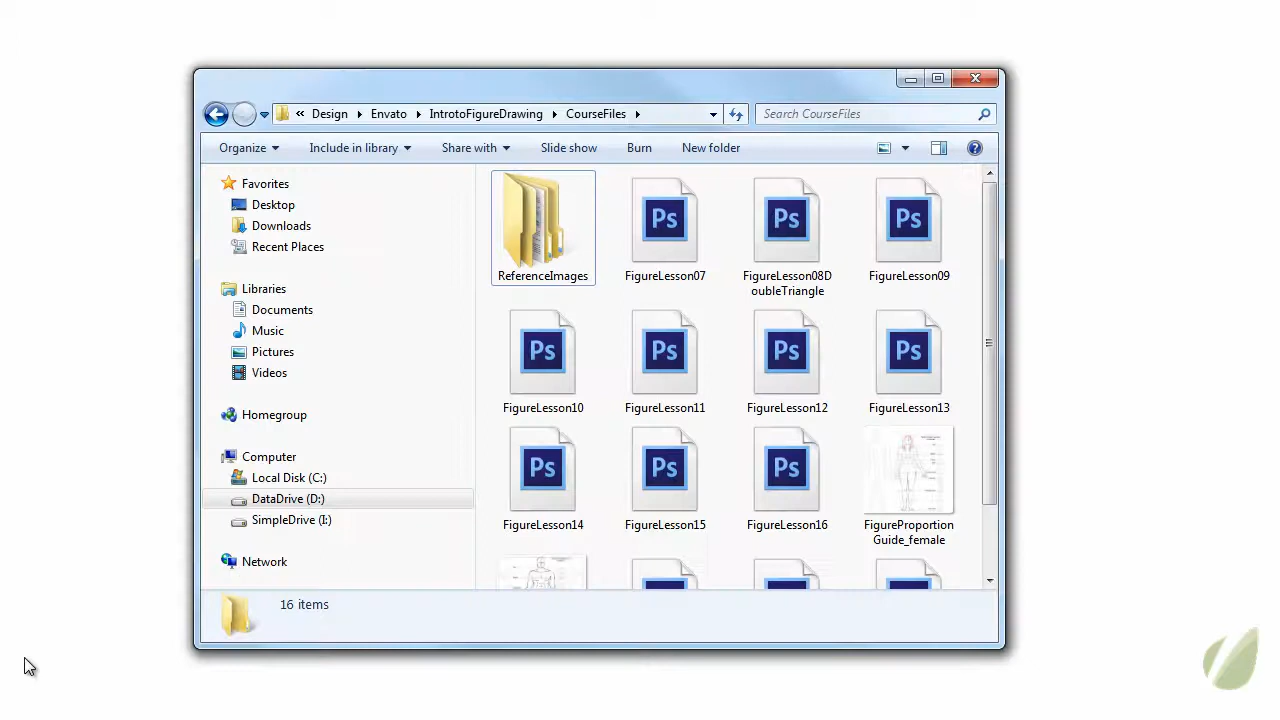 « Design ▸ Envato ▸ IntrotoFigureDrawing ▸ CourseFiles ▸
Search CourseFiles
Organize Include in library Share with Slide show Burn New folder
Favorites
Desktop
Downloads
Recent Places
Libraries
Documents
Music
Pictures
Videos
Homegroup
Computer
Local Disk (C:)
DataDrive (D:)
SimpleDrive (I:)
Network
ReferenceImages
Ps
FigureLesson07
Ps
FigureLesson08D
oubleTriangle
Ps
FigureLesson09
Ps
FigureLesson10
Ps
FigureLesson11
Ps
FigureLesson12
Ps
FigureLesson13
Ps
FigureLesson14
Ps
FigureLesson15
Ps
FigureLesson16
FigureProportion
Guide_female
16 items